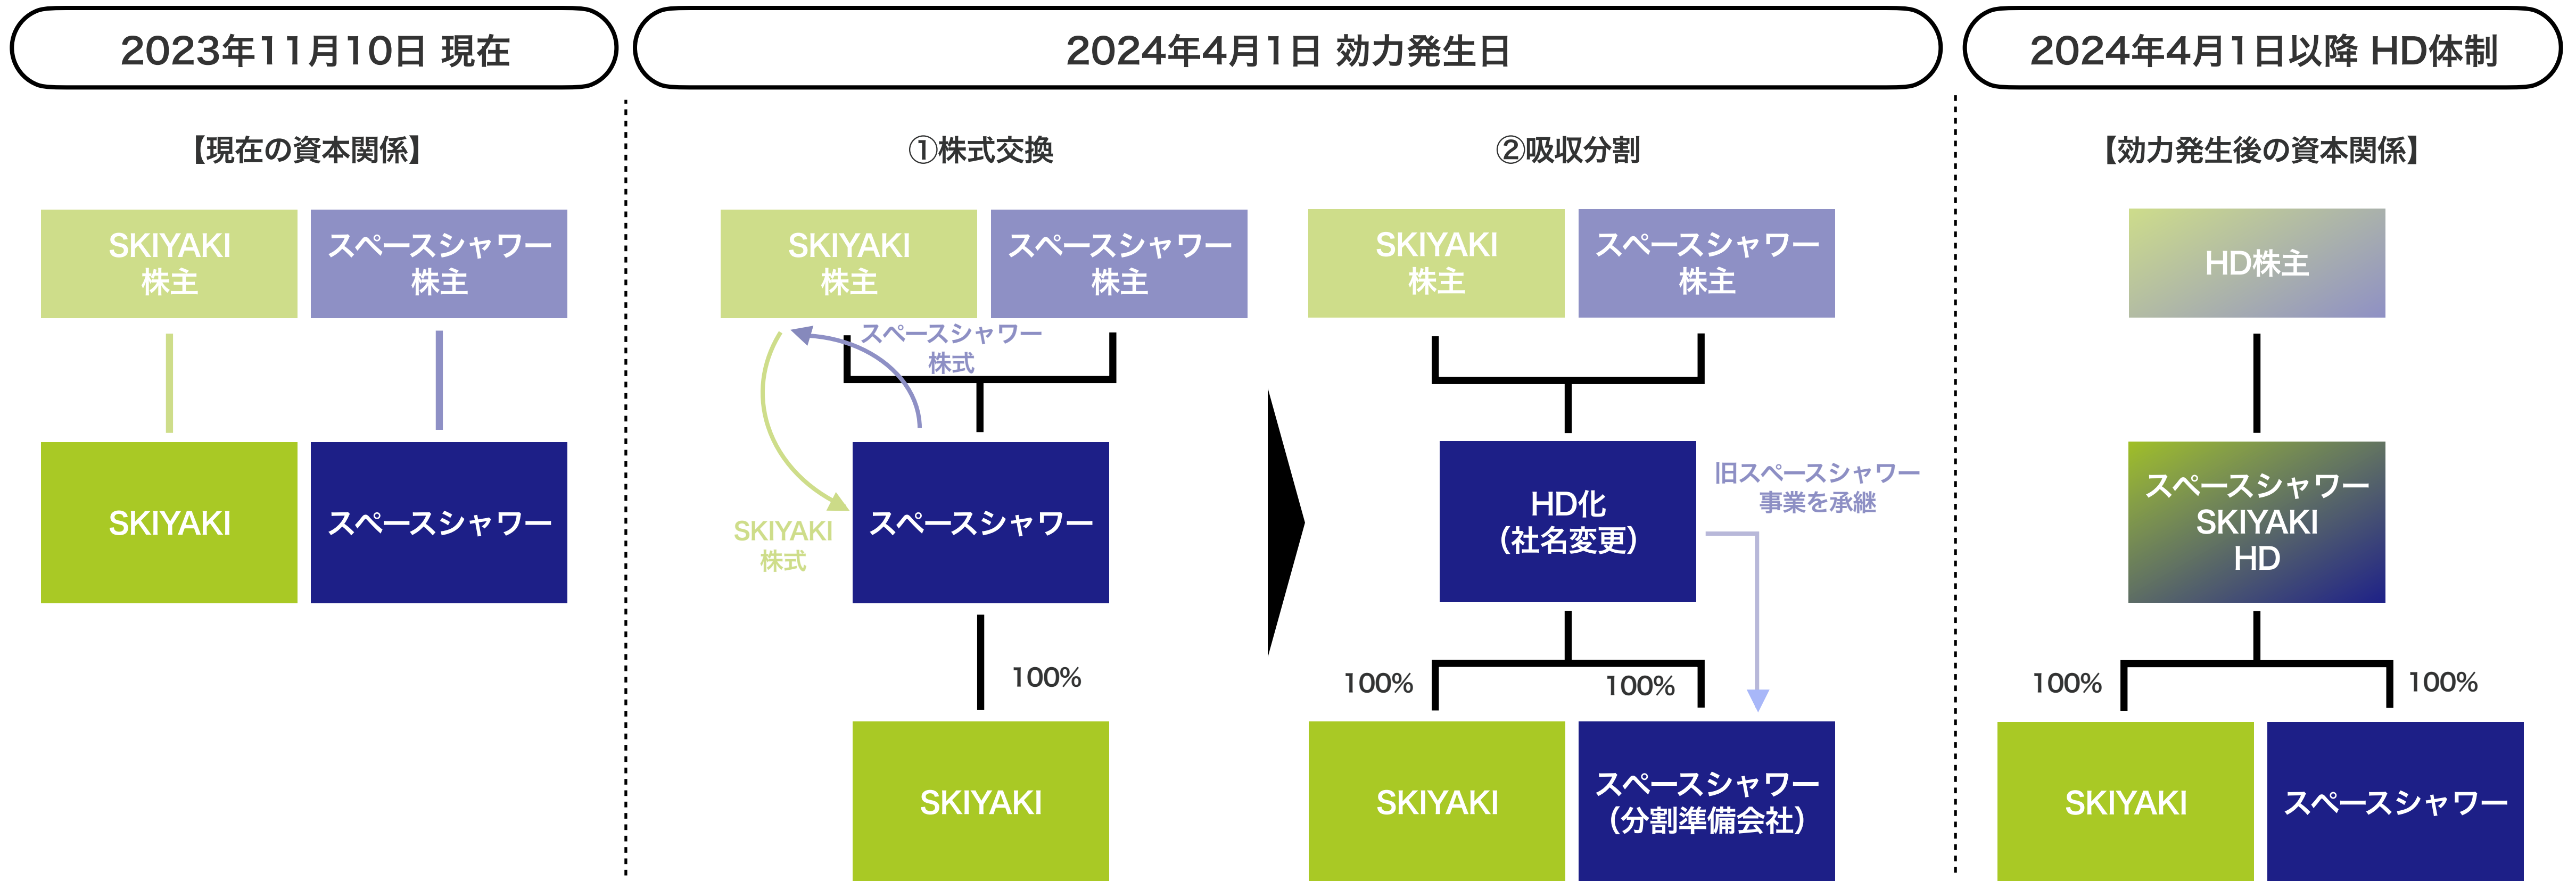 2023年11月10日 現在
【現在の資本関係】
SKIYAKI
株主
スペースシャワー
株主
SKIYAKI
スペースシャワー
2024年4月1日 効力発生日
①株式交換
SKIYAKI
株主
スペースシャワー
株主
スペースシャワー
株式
SKIYAKI
株式
スペースシャワー
100%
SKIYAKI
②吸収分割
SKIYAKI
株主
スペースシャワー
株主
HD化
（社名変更）
旧スペースシャワー
事業を承継
100%
100%
SKIYAKI
スペースシャワー
（分割準備会社）
2024年4月1日以降 HD体制
【効力発生後の資本関係】
HD株主
スペースシャワー
SKIYAKI
HD
100%
100%
SKIYAKI
スペースシャワー